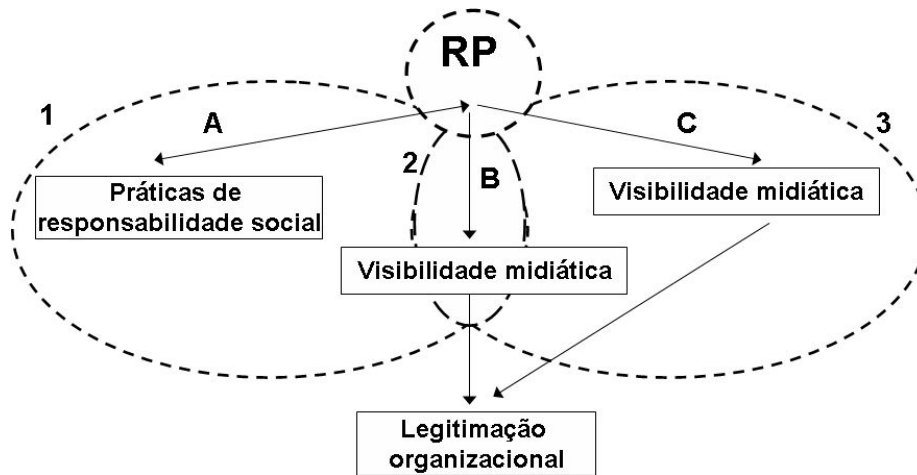 RP
1
A
C
3
2
B
Práticas de
responsabilidade social
Visibilidade midiática
Visibilidade midiática
Legitimação
organizacional